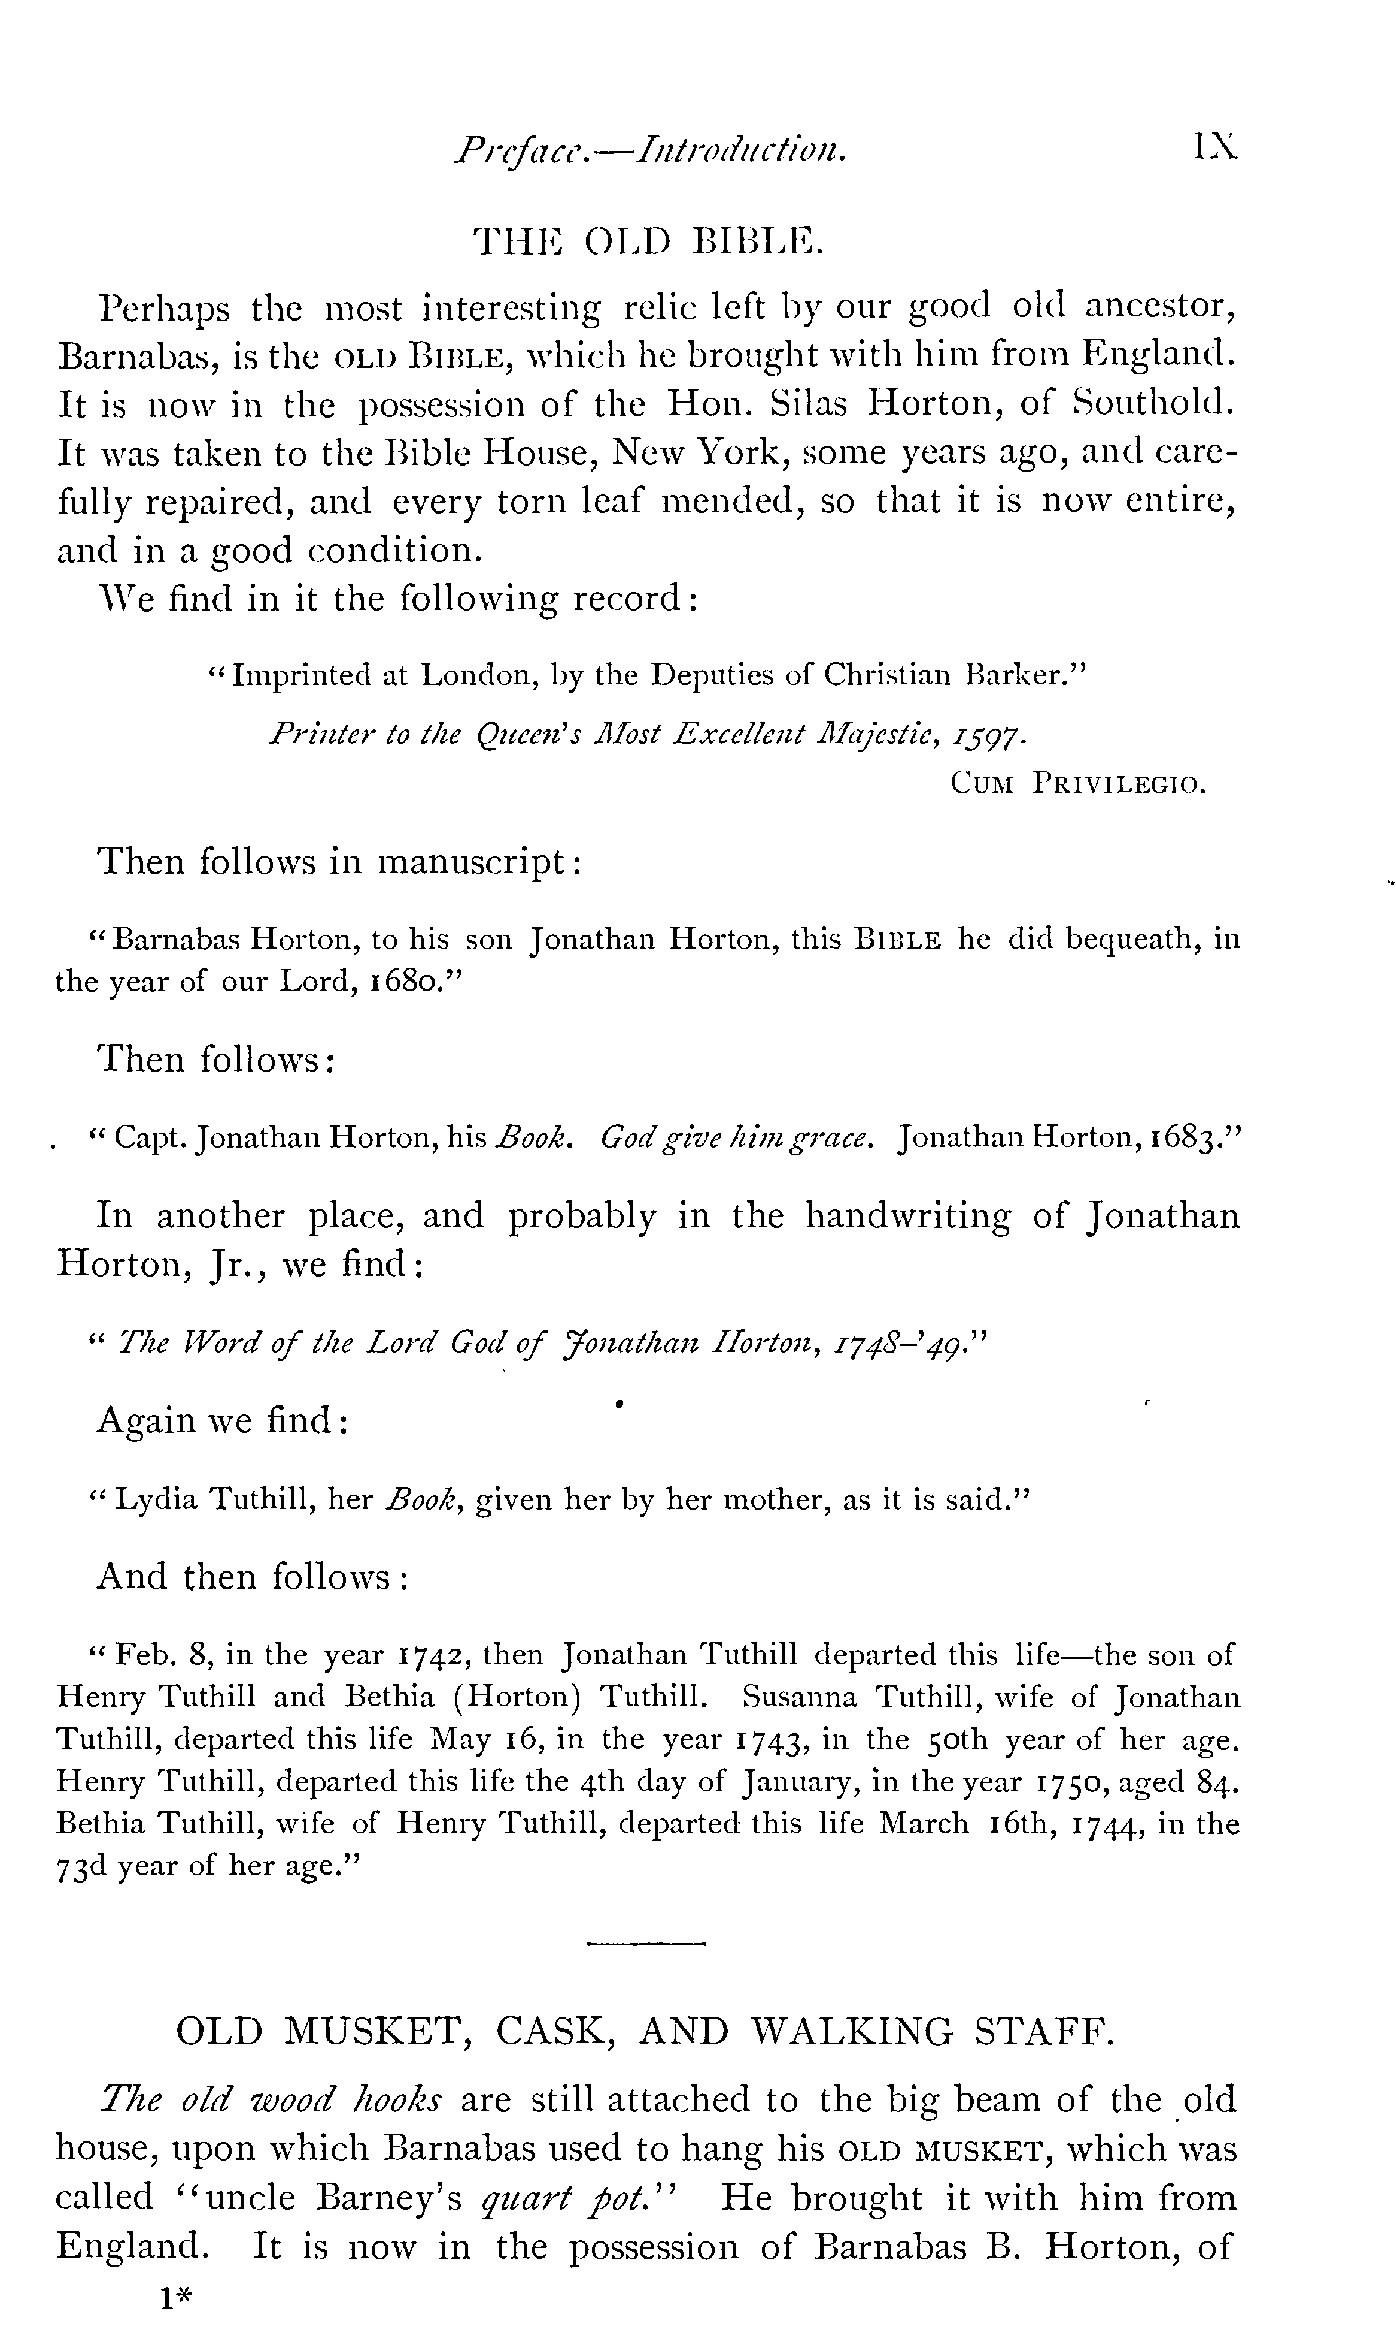 Preface.—Introduction. IX
THE OLD BIBLE.
Perhaps the most interesting relic left by our good old ancestor,
Barnabas, is the OLD BIBLE, which he brought with him from England.
It is now in the possession of the Hon. Silas Horton, of Southold.
It was taken to the Bible House, New York, some years ago, and care-
fully repaired, and every torn leaf mended, so that it is now entire,
and in a good condition.
We find in it the following record:
"Imprinted at London, by the Deputies of Christian Barker."
Printer to the Queen's Most Excellent Majestie, 1597.
CUM PRIVILEGIO.
Then follows in manuscript:
"Barnabas Horton, to his son Jonathan Horton, this BIBLE he did bequeath, in
the year of our Lord, 1680."
Then follows:
"Capt. Jonathan Horton, his Book. God give him grace. Jonathan Horton, 1683."
In another place, and probably in the handwriting of Jonathan
Horton, Jr., we find:
"The Word of the Lord God of Jonathan Horton, 1748–'49."
Again we find:
"Lydia Tuthill, her Book, given her by her mother, as it is said."
And then follows:
"Feb. 8, in the year 1742, then Jonathan Tuthill departed this life—the son of
Henry Tuthill and Bethia (Horton) Tuthill. Susanna Tuthill, wife of Jonathan
Tuthill, departed this life May 16, in the year 1743, in the 50th year of her age.
Henry Tuthill, departed this life the 4th day of January, in the year 1750, aged 84.
Bethia Tuthill, wife of Henry Tuthill, departed this life March 16th, 1744, in the
73d year of her age."
OLD MUSKET, CASK, AND WALKING STAFF.
The old wood hooks are still attached to the big beam of the old
house, upon which Barnabas used to hang his OLD MUSKET, which was
called "uncle Barney's quart pot." He brought it with him from
England. It is now in the possession of Barnabas B. Horton, of
1*